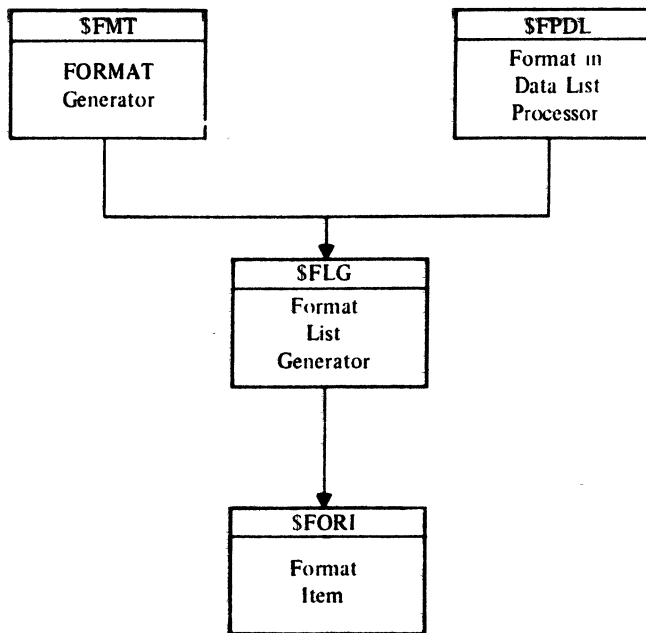 $FMT
FORMAT
Generator
$FPDL
Format in
Data List
Processor
$FLG
Format
List
Generator
$FORI
Format
Item